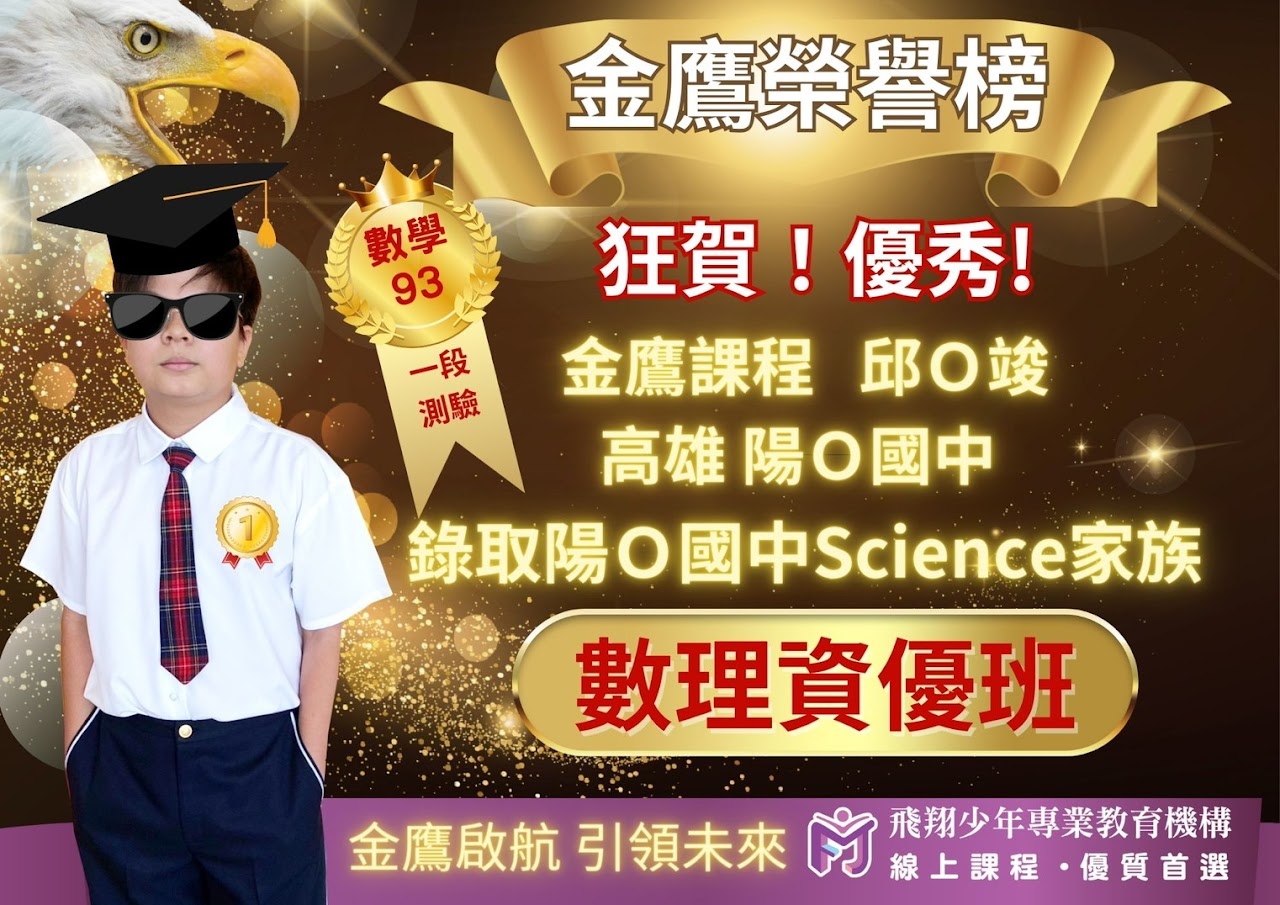 金鷹榮譽榜
數學
93
一段
測驗
狂賀！優秀!
金鷹課程 邱O竣
高雄 陽O國中
錄取陽O國中Science家族
1
數理資優班
金鷹啟航 引領未來
飛翔少年專業教育機構
線上課程・優質首選